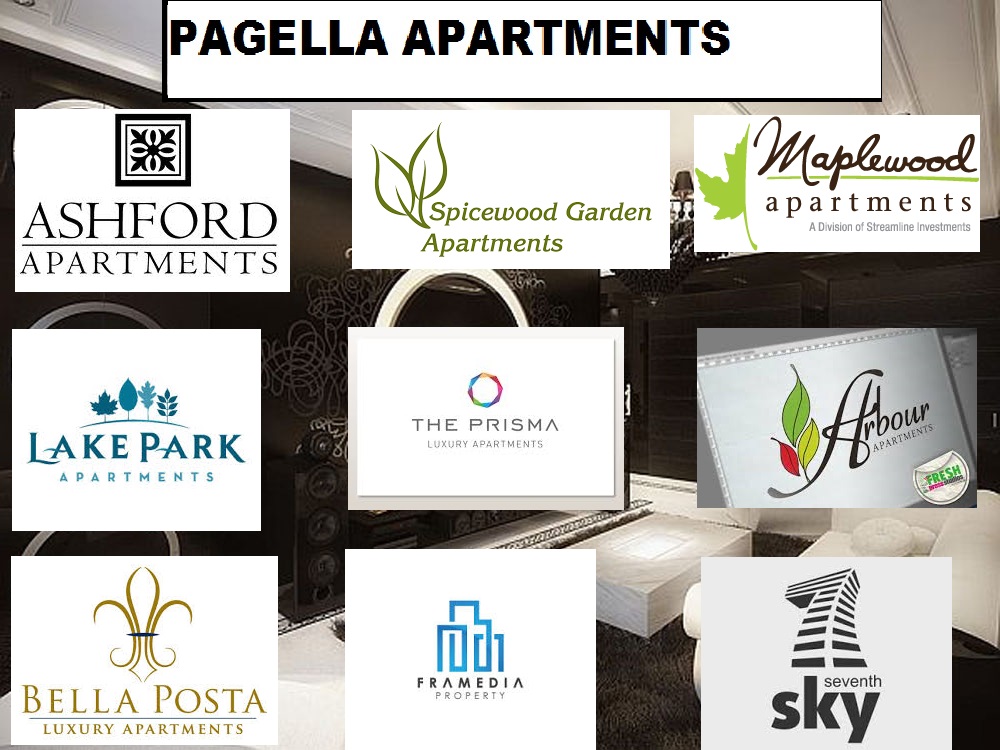 PAGELLA APARTMENTS
ASHFORD
APARTMENTS
Spicewood Garden
Apartments
Maplewood
apartments
A Division of Streamline Investments
LAKE PARK
APARTMENTS
THE PRISMA
LUXURY APARTMENTS
Arbour
APARTMENTS
FRESH
BELLA POSTA
LUXURY APARTMENTS
FRAMEDIA
PROPERTY
7
seventh
sky